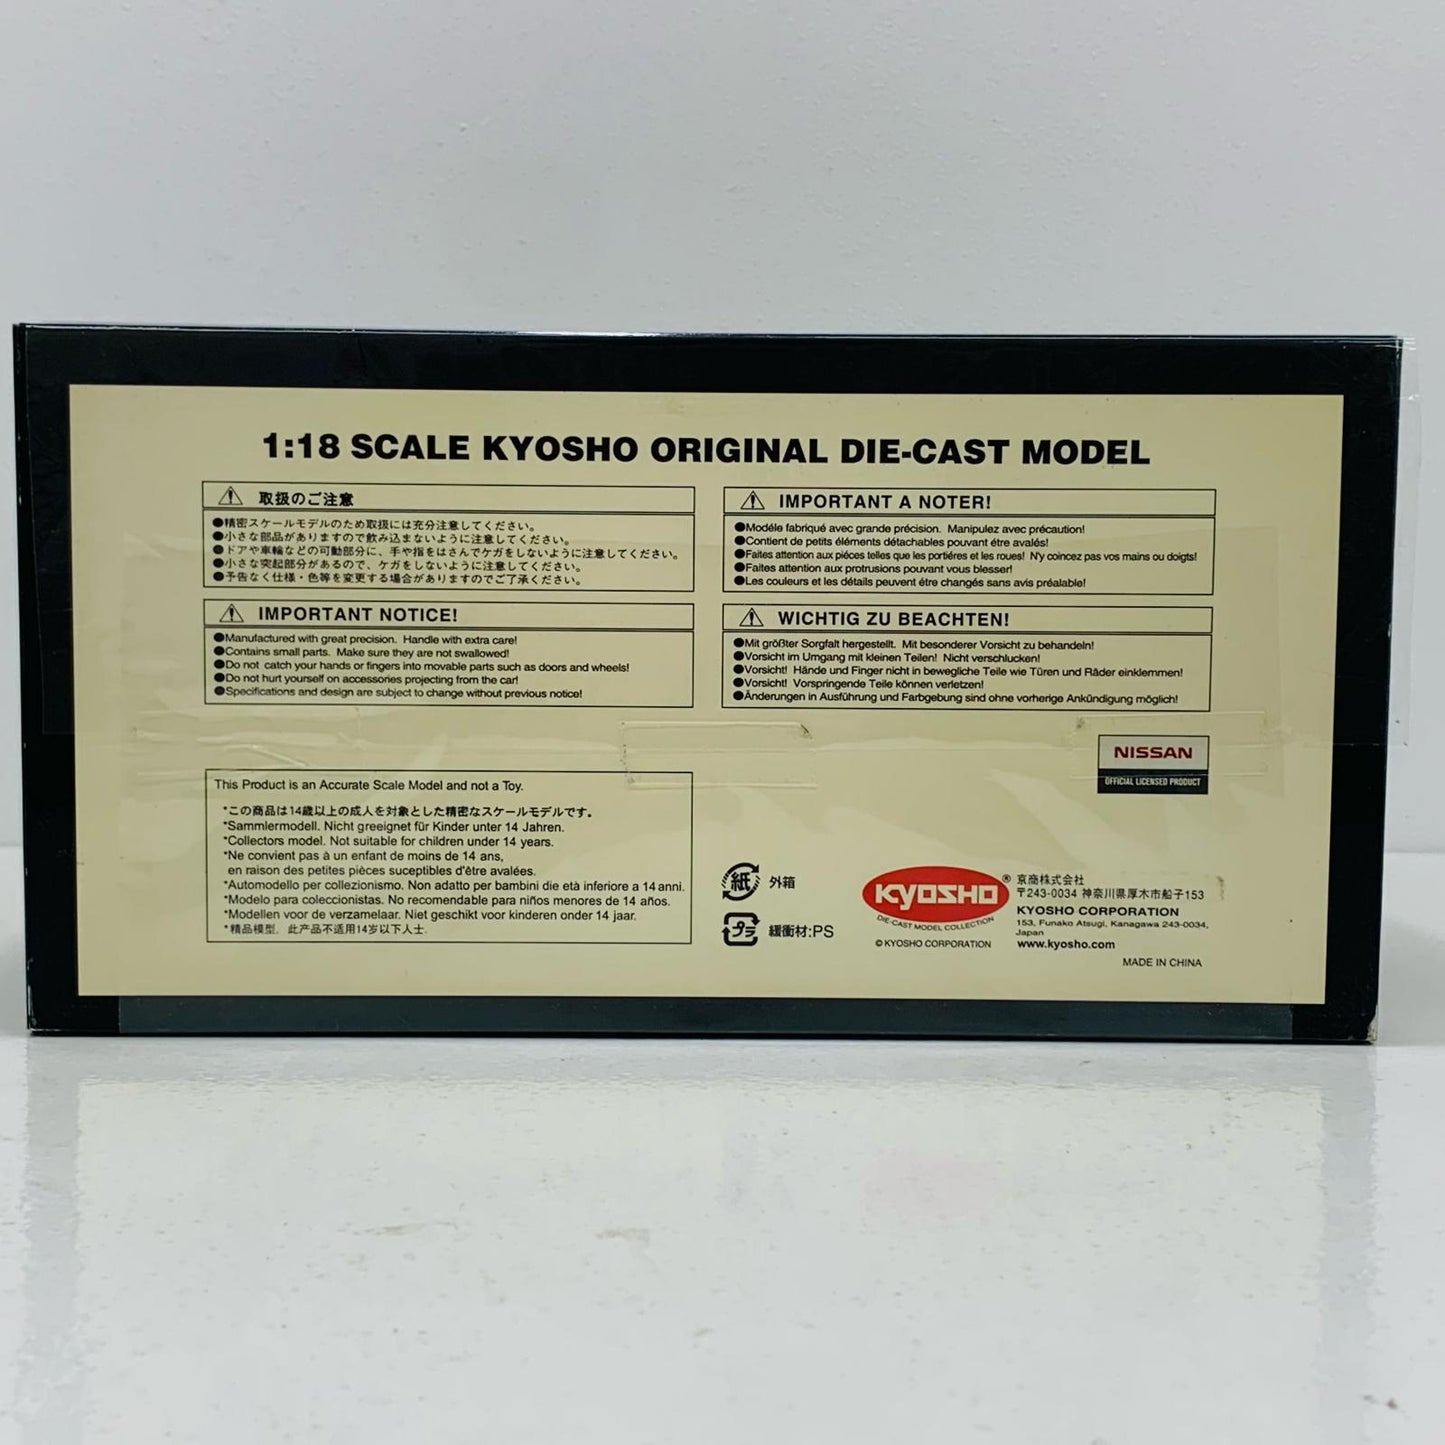 1:18 SCALE KYOSHO ORIGINAL DIE-CAST MODEL
取扱のご注意
●精密スケールモデルのため取扱には充分注意してください。
●小さな部品がありますので飲み込まないように注意してください。
●ドアや車輪などの可動部分に、手や指をはさんでケガをしないように注意してください。
●小さな突起部分があるので、ケガをしないように注意してください。
●予告なく仕様・色等を変更する場合がありますのでご了承ください。
IMPORTANT NOTICE!
●Manufactured with great precision. Handle with extra care!
●Contains small parts. Make sure they are not swallowed!
●Do not catch your hands or fingers into movable parts such as doors and wheels!
●Do not hurt yourself on accessories projecting from the car!
●Specifications and design are subject to change without previous notice!
IMPORTANT A NOTER!
●Modéle fabriqué avec grande précision. Manipulez avec précaution!
●Contient de petits éléments détachables pouvant étre avalés!
●Faites attention aux piéces telles que les portiéres et les roues! N'y coincez pas vos mains ou doigts!
●Faites attention aux protrusions pouvant vous blesser!
●Les couleurs et les détails peuvent étre changés sans avis préalable!
WICHTIG ZU BEACHTEN!
●Mit größter Sorgfalt hergestellt. Mit besonderer Vorsicht zu behandeln!
●Vorsicht im Umgang mit kleinen Teilen! Nicht verschlucken!
●Vorsicht! Hände und Finger nicht in bewegliche Teile wie Türen und Räder einklemmen!
●Vorsicht! Vorspringende Teile können verletzen!
●Änderungen in Ausführung und Farbgebung sind ohne vorherige Ankündigung möglich!
NISSAN
OFFICIAL LICENSED PRODUCT
This Product is an Accurate Scale Model and not a Toy.
*この商品は14歳以上の成人を対象とした精密なスケールモデルです。
*Sammlermodell. Nicht greeignet für Kinder unter 14 Jahren.
*Collectors model. Not suitable for children under 14 years.
*Ne convient pas à un enfant de moins de 14 ans,
en raison des petites pièces suceptibles d'être avalées.
*Automodello per collezionismo. Non adatto per bambini die età inferiore a 14 anni.
*Modelo para coleccionistas. No recomendable para niños menores de 14 años.
*Modellen voor de verzamelaar. Niet geschikt voor kinderen onder 14 jaar.
*精品模型．此产品不适用14岁以下人士.
紙 外箱
プラ 緩衝材:PS
KYOSHO®
DIE-CAST MODEL COLLECTION
© KYOSHO CORPORATION
京商株式会社
〒243-0034 神奈川県厚木市船子153
KYOSHO CORPORATION
153, Funako Atsugi, Kanagawa 243-0034,
Japan
www.kyosho.com
MADE IN CHINA